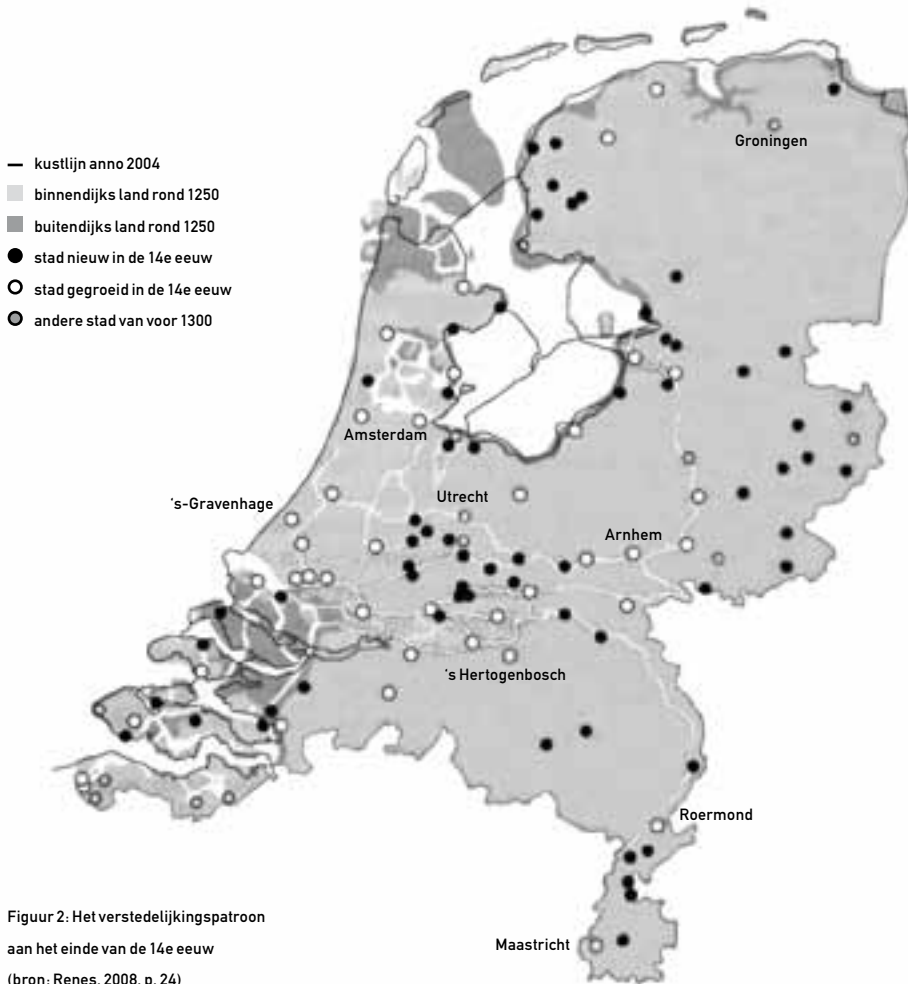 Groningen
kustlijn anno 2004
binnendijks land rond 1250
buitendijks land rond 1250
stad nieuw in de 14e eeuw
stad gegroeid in de 14e eeuw
andere stad van voor 1300
Amsterdam
's-Gravenhage
Utrecht
Arnhem
's Hertogenbosch
Roermond
Maastricht
Figuur 2: Het verstedelijkingspatroon
aan het einde van de 14e eeuw
(bron: Renes, 2008, p. 24)